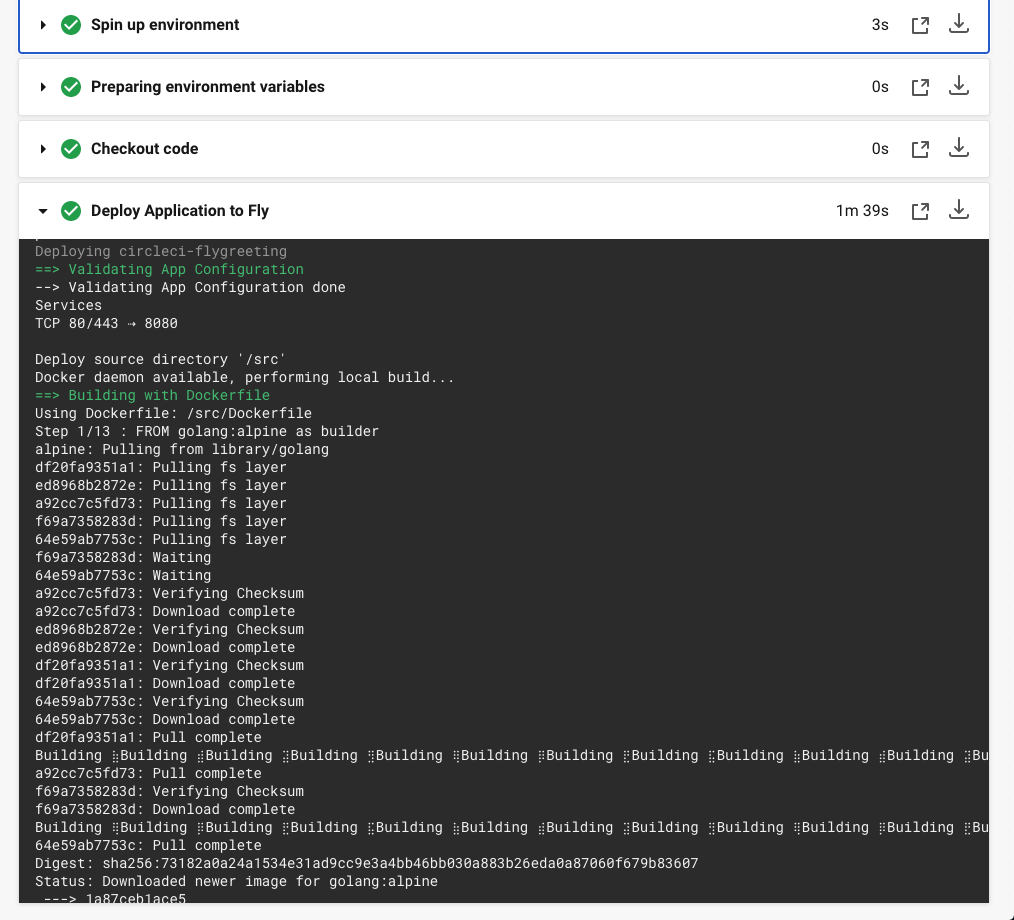 Spin up environment 3s
Preparing environment variables 0s
Checkout code 0s
Deploy Application to Fly 1m 39s
Deploying circleci-flygreeting
==> Validating App Configuration
--> Validating App Configuration done
Services
TCP 80/443 ⇢ 8080
Deploy source directory '/src'
Docker daemon available, performing local build...
==> Building with Dockerfile
Using Dockerfile: /src/Dockerfile
Step 1/13 : FROM golang:alpine as builder
alpine: Pulling from library/golang
df20fa9351a1: Pulling fs layer
ed8968b2872e: Pulling fs layer
a92cc7c5fd73: Pulling fs layer
f69a7358283d: Pulling fs layer
64e59ab7753c: Pulling fs layer
f69a7358283d: Waiting
64e59ab7753c: Waiting
a92cc7c5fd73: Verifying Checksum
a92cc7c5fd73: Download complete
ed8968b2872e: Verifying Checksum
ed8968b2872e: Download complete
df20fa9351a1: Verifying Checksum
df20fa9351a1: Download complete
64e59ab7753c: Verifying Checksum
64e59ab7753c: Download complete
df20fa9351a1: Pull complete
Building Building Building Building Building Building Building Building Building Building Building Bu
a92cc7c5fd73: Pull complete
f69a7358283d: Verifying Checksum
f69a7358283d: Download complete
Building Building Building Building Building Building Building Building Building Building Building Bu
64e59ab7753c: Pull complete
Digest: sha256:73182a0a24a1534e31ad9cc9e3a4bb46bb030a883b26eda0a87060f679b83607
Status: Downloaded newer image for golang:alpine
---> 1a87ceb1ace5